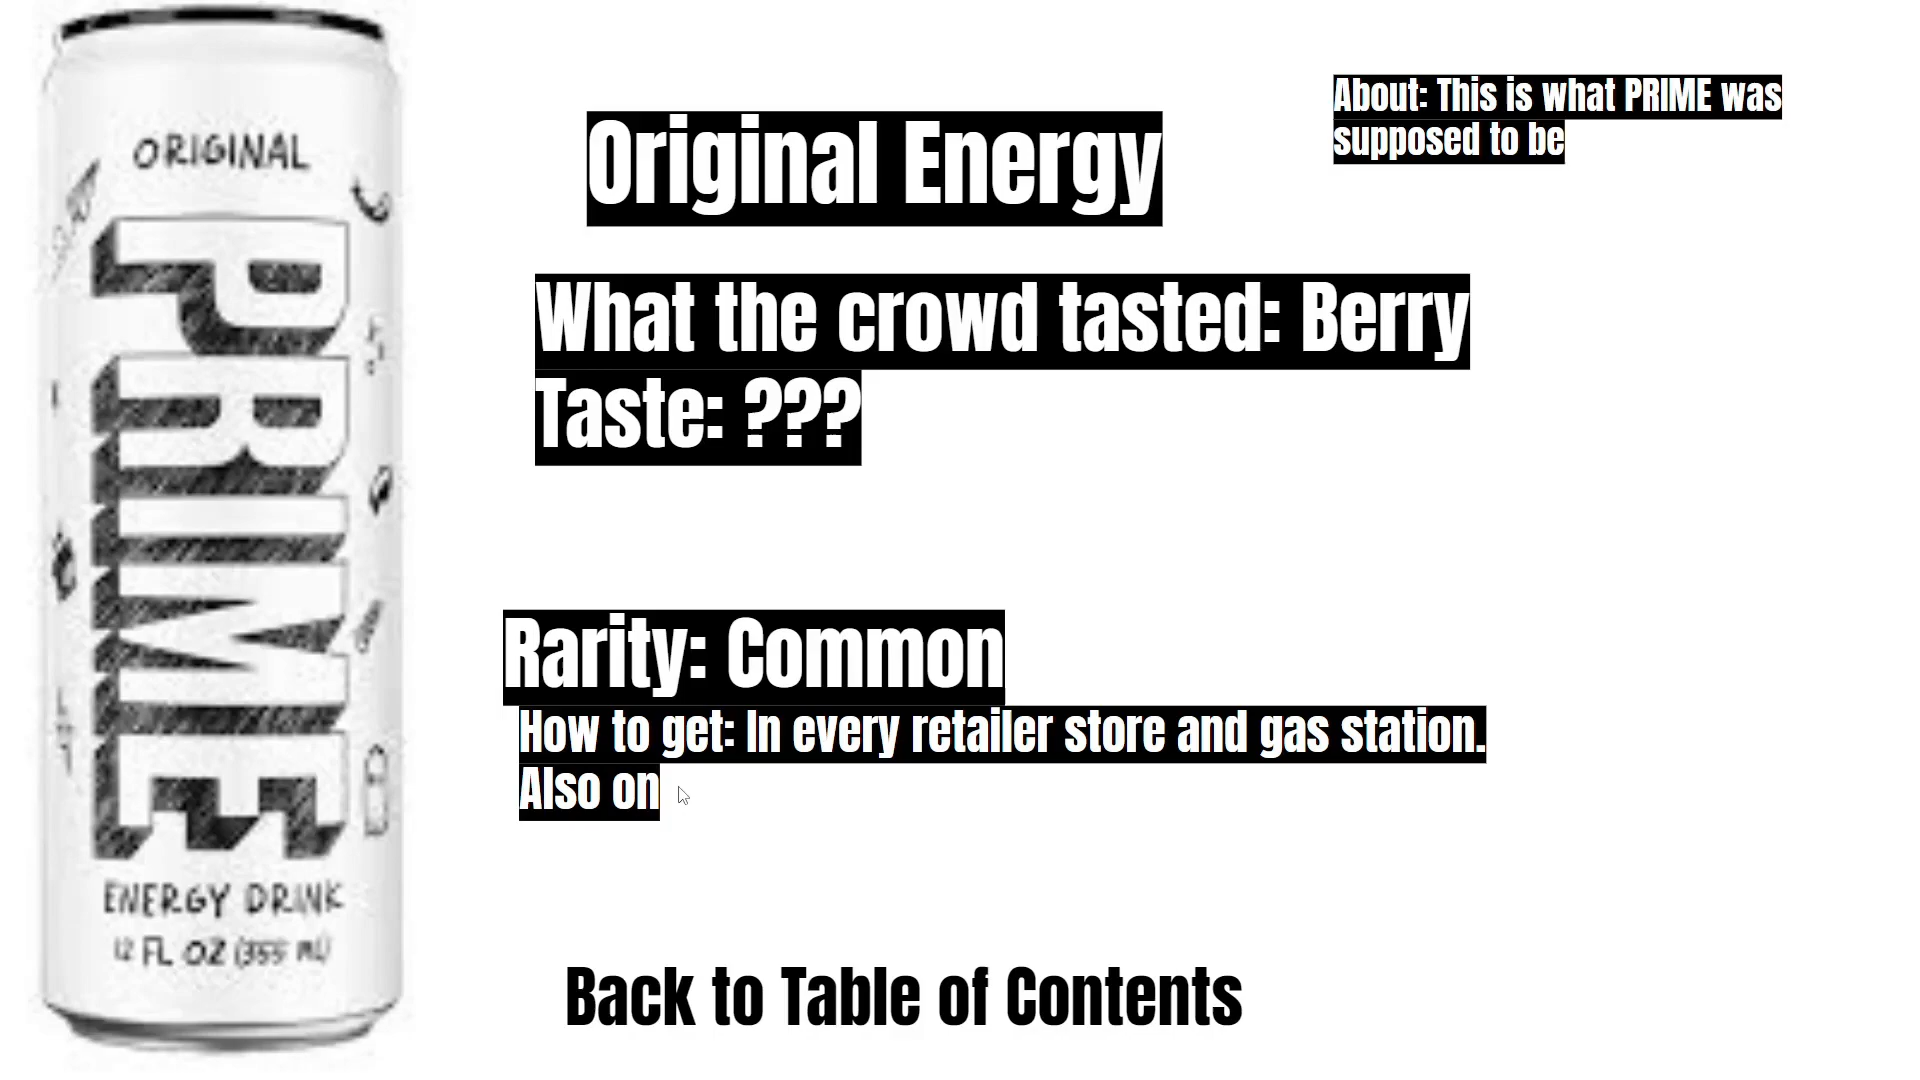 ORIGINAL
PRIME
ENERGY DRINK
12 FL OZ (355 ML)
Original Energy
About: This is what PRIME was
supposed to be
What the crowd tasted: Berry
Taste: ???
Rarity: Common
How to get: In every retailer store and gas station.
Also on
Back to Table of Contents